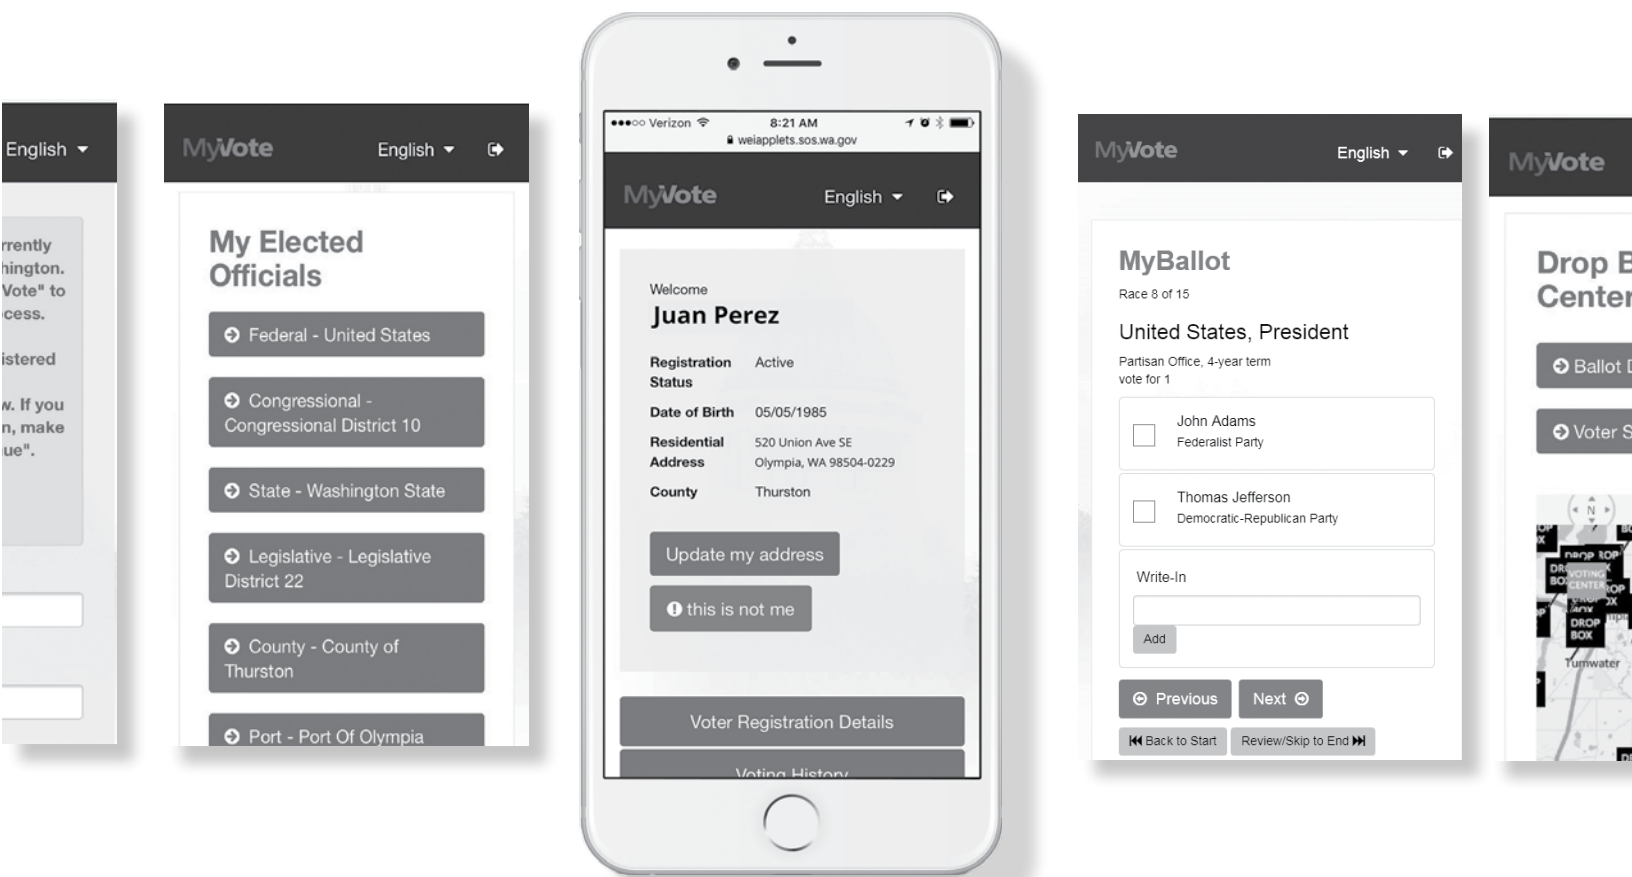 English
rrently
hington.
Vote" to
cess.
istered
w. If you
n, make
ue".
MyVote
English
My Elected
Officials
Federal - United States
Congressional -
Congressional District 10
State - Washington State
Legislative - Legislative
District 22
County - County of
Thurston
Port - Port Of Olympia
Verizon 8:21 AM
weiapplets.sos.wa.gov
MyVote English
Welcome
Juan Perez
Registration Active
Status
Date of Birth 05/05/1985
Residential 520 Union Ave SE
Address Olympia, WA 98504-0229
County Thurston
Update my address
this is not me
Voter Registration Details
Voting History
MyVote English
MyBallot
Race 8 of 15
United States, President
Partisan Office, 4-year term
vote for 1
John Adams
Federalist Party
Thomas Jefferson
Democratic-Republican Party
Write-In
Add
Previous Next
Back to Start Review/Skip to End
MyVote
Drop B
Center
Ballot D
Voter S
N
DROP
VOTING
CENTER
DROP
BOX
Tumwater